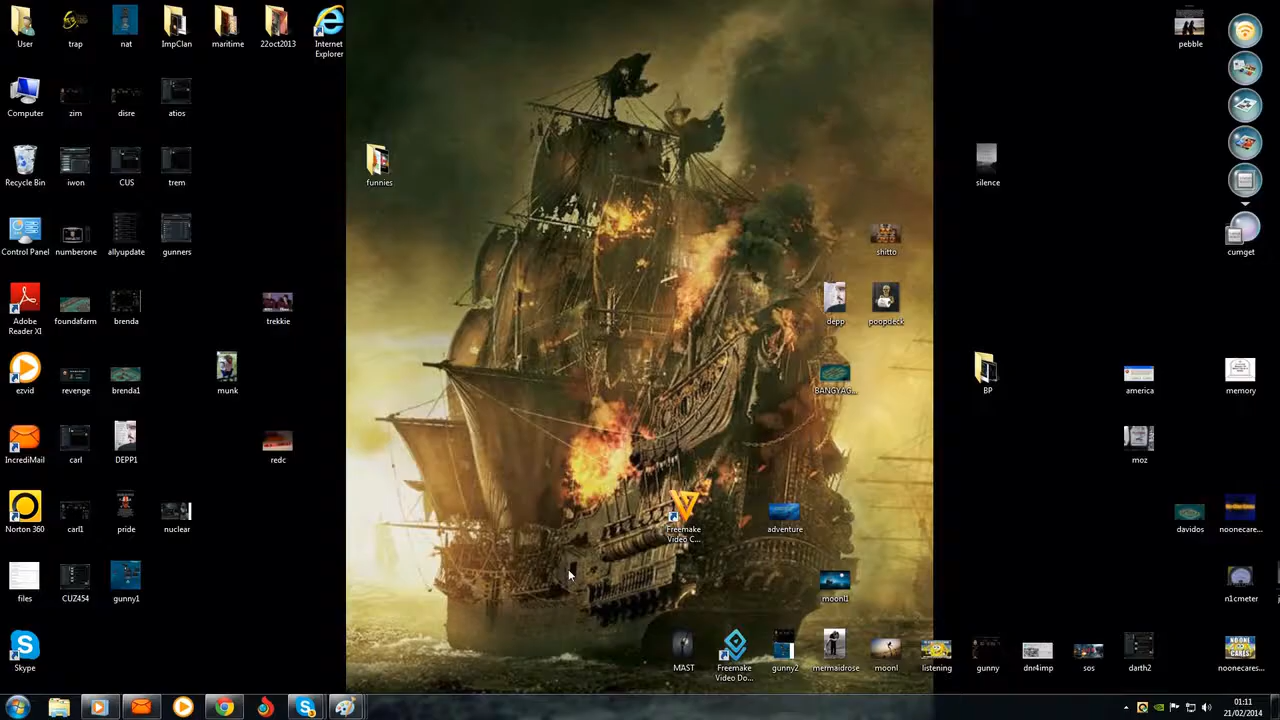 User
trap
nat
ImpClan
maritime
22oct2013
Internet
Explorer
pebble
Computer
zim
disre
atios
Recycle Bin
iwon
CUS
trem
funnies
silence
Control Panel
numberone
allyupdate
gunners
shitto
cumget
Adobe
Reader XI
foundafarm
brenda
trekkie
depp
poopdeck
ezvid
revenge
brenda1
munk
BANGYAG...
BP
america
memory
IncrediMail
carl
DEPP1
redc
moz
Norton 360
carl1
pride
nuclear
Freemake
Video C...
adventure
davidos
noonecare...
files
CUZ454
gunny1
moonl1
n1cmeter
Skype
MAST
Freemake
Video Do...
gunny2
mermaidrose
moonl
listening
gunny
dnr4imp
sos
darth2
noonecares...
01:11
21/02/2014